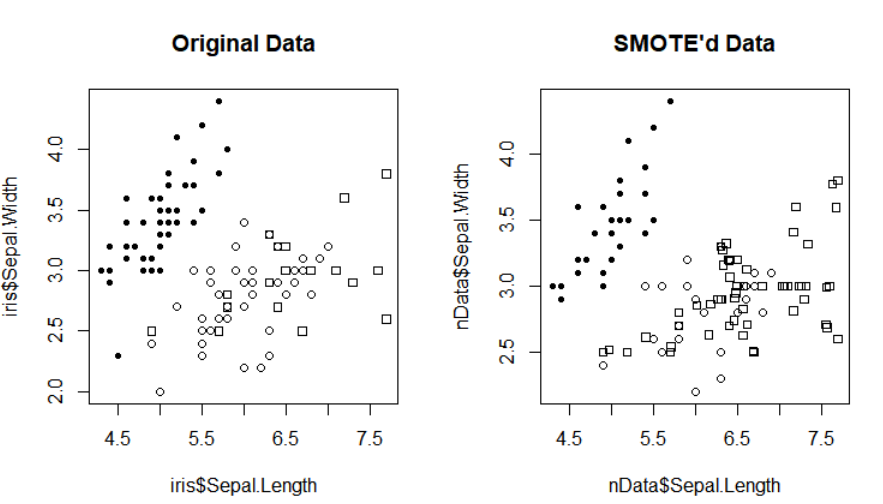 Original Data
iris$Sepal.Width
4.0
3.5
3.0
2.5
2.0
4.5 5.5 6.5 7.5
iris$Sepal.Length
SMOTE'd Data
nData$Sepal.Width
4.0
3.5
3.0
2.5
4.5 5.5 6.5 7.5
nData$Sepal.Length